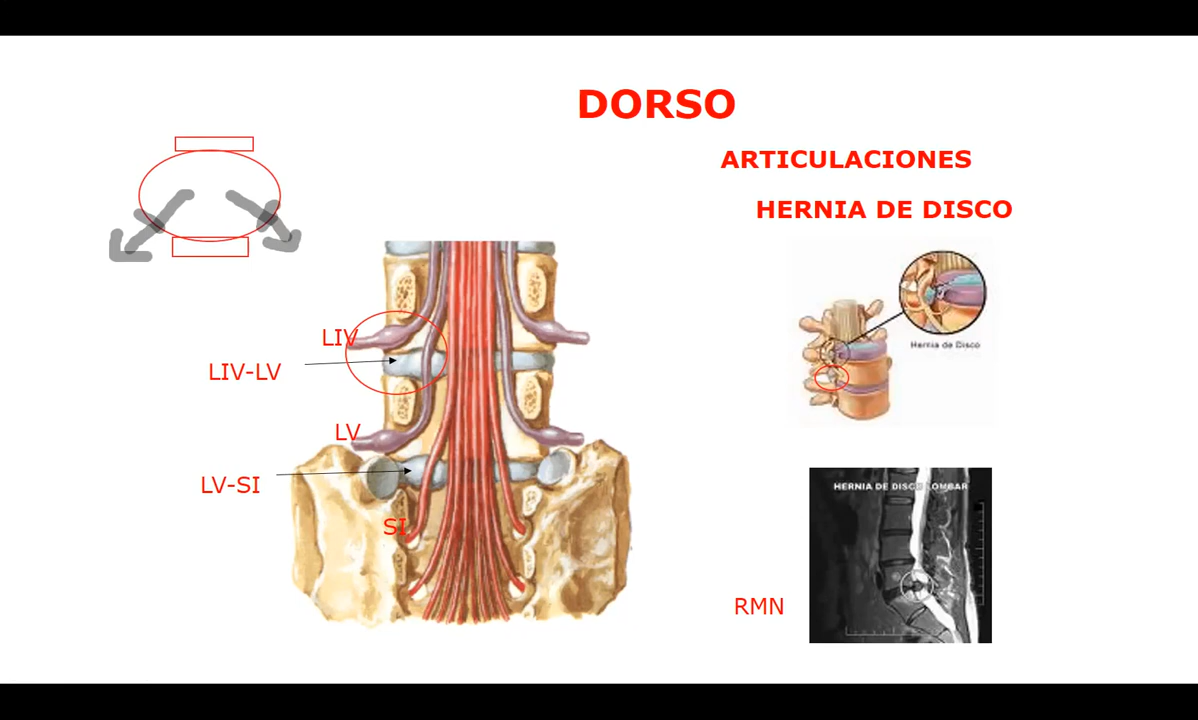 DORSO
ARTICULACIONES
HERNIA DE DISCO
LIV
LIV-LV
LV
LV-SI
SI
Hernia de Disco
HERNIA DE DISCO LOMBAR
RMN